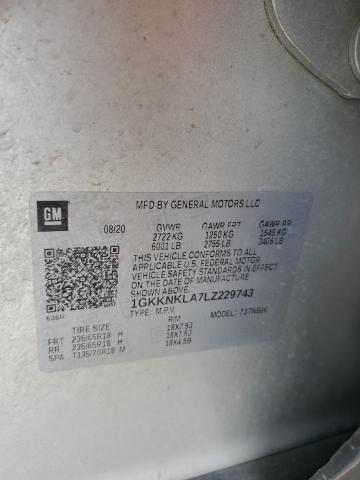 GM
MFD BY GENERAL MOTORS LLC
08/20 GVWR GAWR FRT GAWR RR
2722 KG 1250 KG 1545 KG
6001 LB 2755 LB 3406 LB
THIS VEHICLE CONFORMS TO ALL
APPLICABLE U.S. FEDERAL MOTOR
VEHICLE SAFETY STANDARDS IN EFFECT
ON THE DATE OF MANUFACTURE
SHOWN ABOVE.
1GKKNKLA7LZ229743
TYPE: M.P.V. MODEL:
TIRE SIZE RIM
FRT 235/65R18 H 18X7.5J
RR 235/65R18 H 18X7.5J
SPA T135/70R18 M 18X4.5B